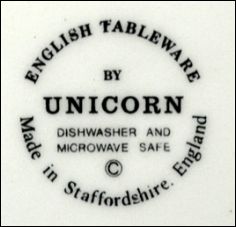 ENGLISH TABLEWARE
BY
UNICORN
DISHWASHER AND
MICROWAVE SAFE
©
Made in Staffordshire. England